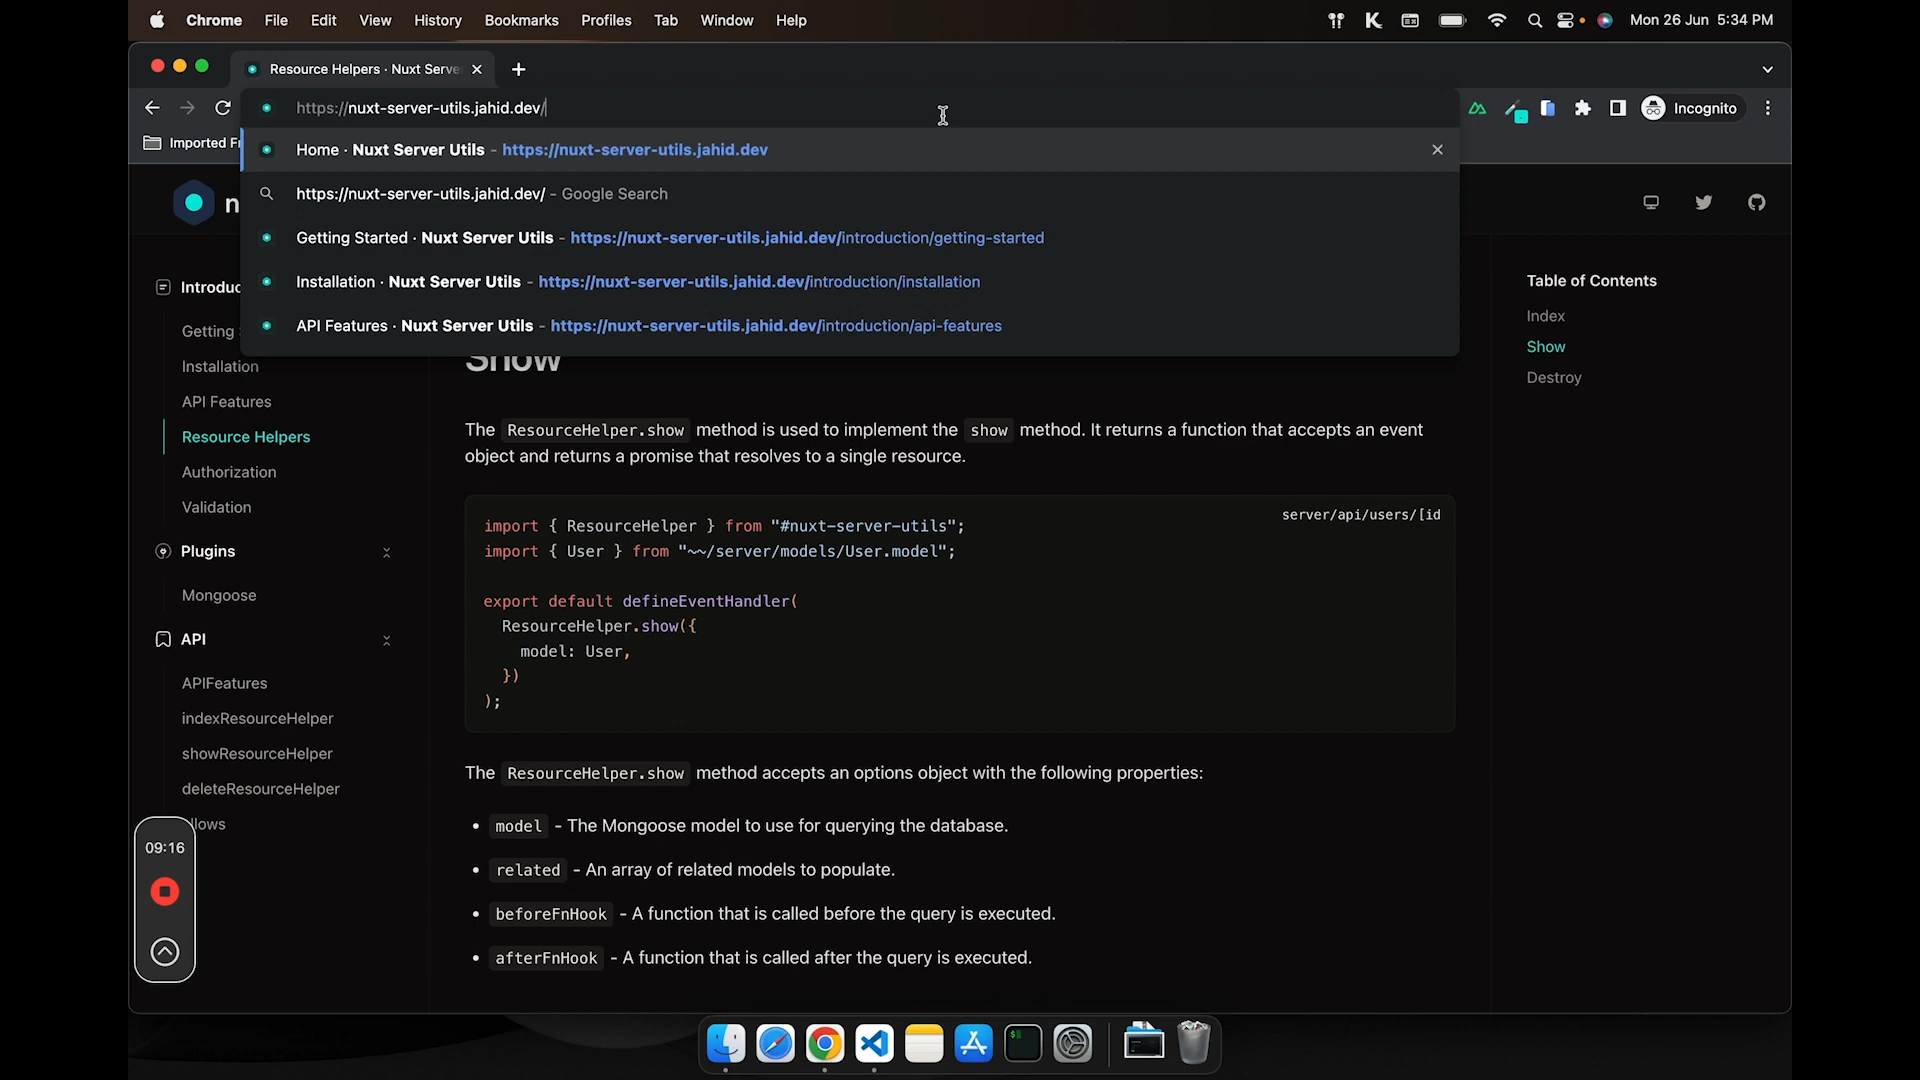 Chrome File Edit View History Bookmarks Profiles Tab Window Help Mon 26 Jun 5:34 PM
Resource Helpers · Nuxt Serve
https://nuxt-server-utils.jahid.dev/ Incognito
Imported Fr
Home · Nuxt Server Utils - https://nuxt-server-utils.jahid.dev
https://nuxt-server-utils.jahid.dev/ - Google Search
Getting Started · Nuxt Server Utils - https://nuxt-server-utils.jahid.dev/introduction/getting-started
Installation · Nuxt Server Utils - https://nuxt-server-utils.jahid.dev/introduction/installation
API Features · Nuxt Server Utils - https://nuxt-server-utils.jahid.dev/introduction/api-features
n
Introduc
Getting
Installation
API Features
Resource Helpers
Authorization
Validation
Plugins
Mongoose
API
APIFeatures
indexResourceHelper
showResourceHelper
deleteResourceHelper
llows
09:16
Show
The ResourceHelper.show method is used to implement the show method. It returns a function that accepts an event
object and returns a promise that resolves to a single resource.
server/api/users/[id
import { ResourceHelper } from "#nuxt-server-utils";
import { User } from "~~/server/models/User.model";
export default defineEventHandler(
ResourceHelper.show({
model: User,
})
);
The ResourceHelper.show method accepts an options object with the following properties:
• model - The Mongoose model to use for querying the database.
• related - An array of related models to populate.
• beforeFnHook - A function that is called before the query is executed.
• afterFnHook - A function that is called after the query is executed.
Table of Contents
Index
Show
Destroy